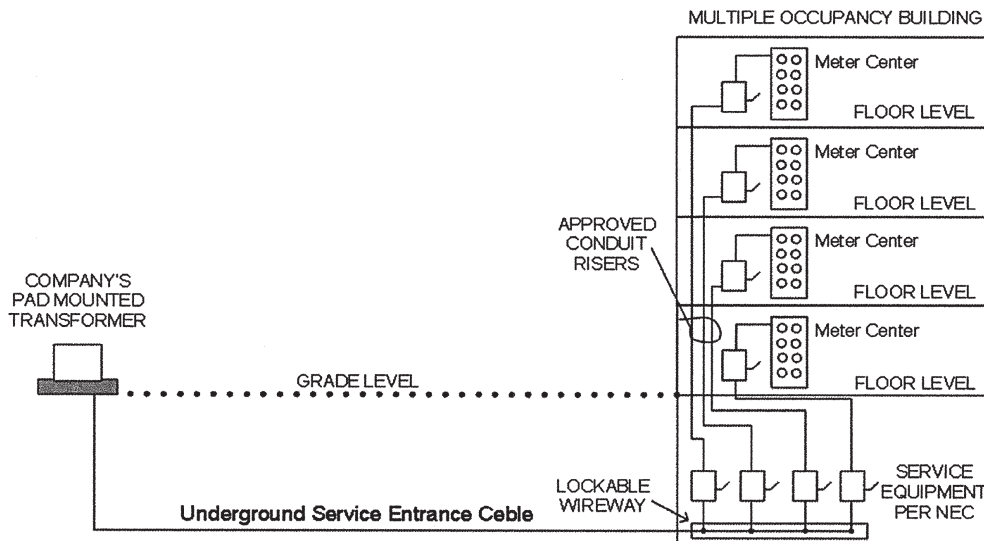 MULTIPLE OCCUPANCY BUILDING
Meter Center
FLOOR LEVEL
Meter Center
FLOOR LEVEL
APPROVED
CONDUIT
RISERS
Meter Center
FLOOR LEVEL
COMPANY'S
PAD MOUNTED
TRANSFORMER
Meter Center
FLOOR LEVEL
GRADE LEVEL
LOCKABLE
WIREWAY
SERVICE
EQUIPMENT
PER NEC
Underground Service Entrance Ceble